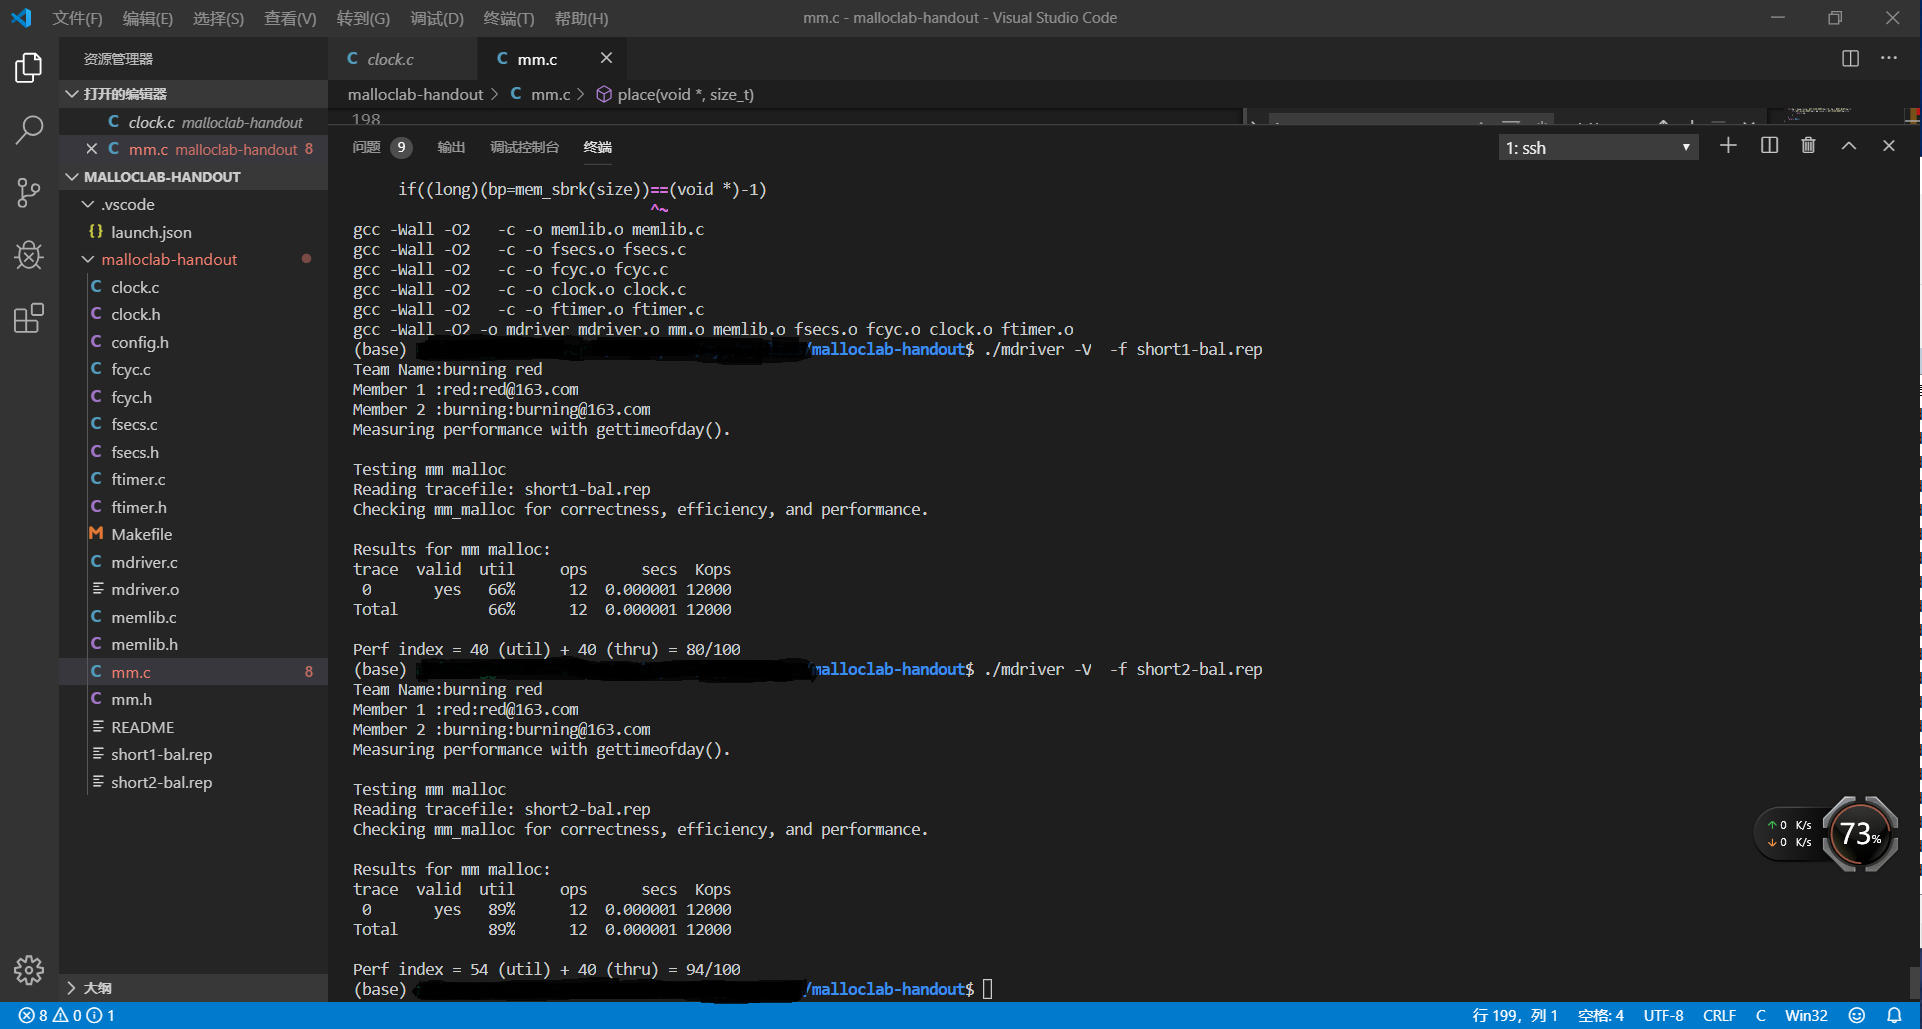 文件(F) 编辑(E) 选择(S) 查看(V) 转到(G) 调试(D) 终端(T) 帮助(H) mm.c - malloclab-handout - Visual Studio Code
资源管理器
打开的编辑器
C clock.c malloclab-handout
C mm.c malloclab-handout 8
MALLOCLAB-HANDOUT
.vscode
{} launch.json
malloclab-handout
C clock.c
C clock.h
C config.h
C fcyc.c
C fcyc.h
C fsecs.c
C fsecs.h
C ftimer.c
C ftimer.h
M Makefile
C mdriver.c
mdriver.o
C memlib.c
C memlib.h
C mm.c 8
C mm.h
README
short1-bal.rep
short2-bal.rep
大纲
C clock.c C mm.c
malloclab-handout > C mm.c > place(void *, size_t)
198
问题 9 输出 调试控制台 终端 1: ssh
if((long)(bp=mem_sbrk(size))==(void *)-1)
^~
gcc -Wall -O2 -c -o memlib.o memlib.c
gcc -Wall -O2 -c -o fsecs.o fsecs.c
gcc -Wall -O2 -c -o fcyc.o fcyc.c
gcc -Wall -O2 -c -o clock.o clock.c
gcc -Wall -O2 -c -o ftimer.o ftimer.c
gcc -Wall -O2 -o mdriver mdriver.o mm.o memlib.o fsecs.o fcyc.o clock.o ftimer.o
(base) /malloclab-handout$ ./mdriver -V -f short1-bal.rep
Team Name:burning red
Member 1 :red:red@163.com
Member 2 :burning:burning@163.com
Measuring performance with gettimeofday().
Testing mm malloc
Reading tracefile: short1-bal.rep
Checking mm_malloc for correctness, efficiency, and performance.
Results for mm malloc:
trace valid util ops secs Kops
0 yes 66% 12 0.000001 12000
Total 66% 12 0.000001 12000
Perf index = 40 (util) + 40 (thru) = 80/100
(base) malloclab-handout$ ./mdriver -V -f short2-bal.rep
Team Name:burning red
Member 1 :red:red@163.com
Member 2 :burning:burning@163.com
Measuring performance with gettimeofday().
Testing mm malloc
Reading tracefile: short2-bal.rep
Checking mm_malloc for correctness, efficiency, and performance.
Results for mm malloc:
trace valid util ops secs Kops
0 yes 89% 12 0.000001 12000
Total 89% 12 0.000001 12000
Perf index = 54 (util) + 40 (thru) = 94/100
(base) /malloclab-handout$
↑0 K/s
↓0 K/s
73%
8 0 1 行 199，列 1 空格: 4 UTF-8 CRLF C Win32